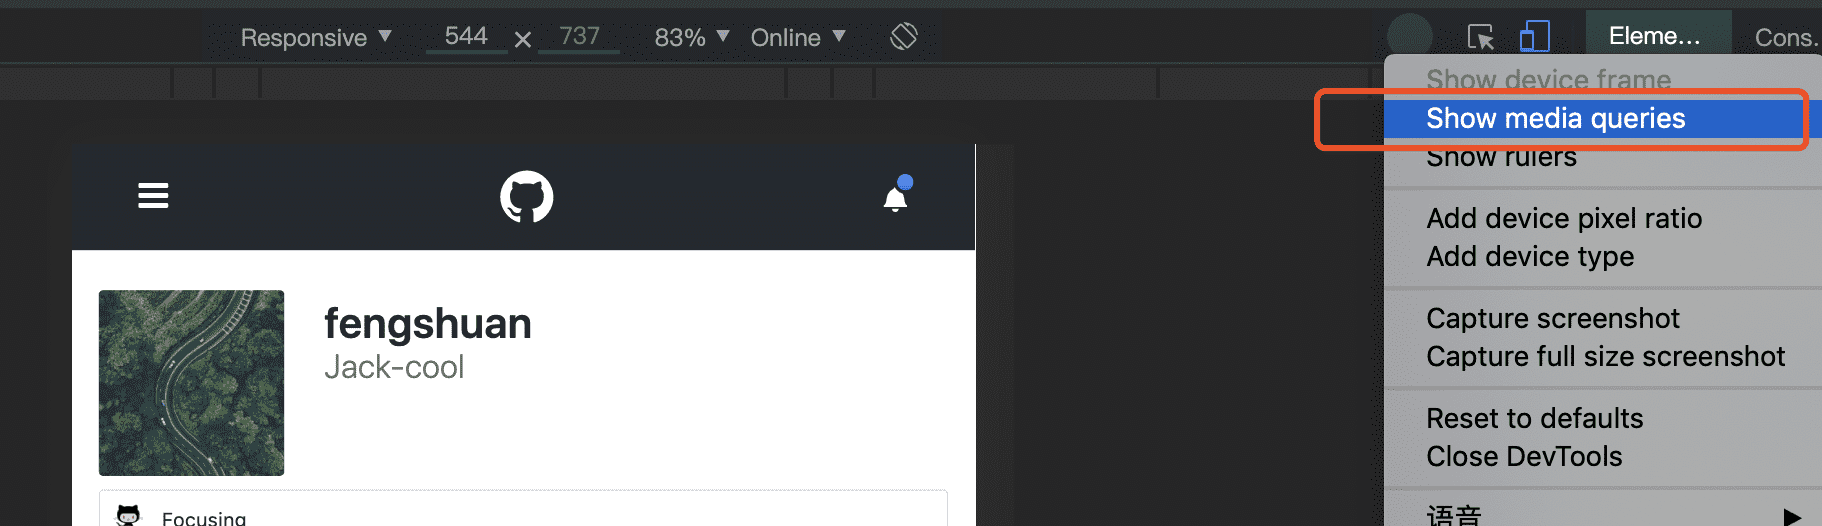 Responsive ▼ 544 × 737 83% ▼ Online ▼
Eleme... Cons.
Show device frame
Show media queries
Show rulers
Add device pixel ratio
Add device type
Capture screenshot
Capture full size screenshot
Reset to defaults
Close DevTools
语音
fengshuan
Jack-cool
Focusing